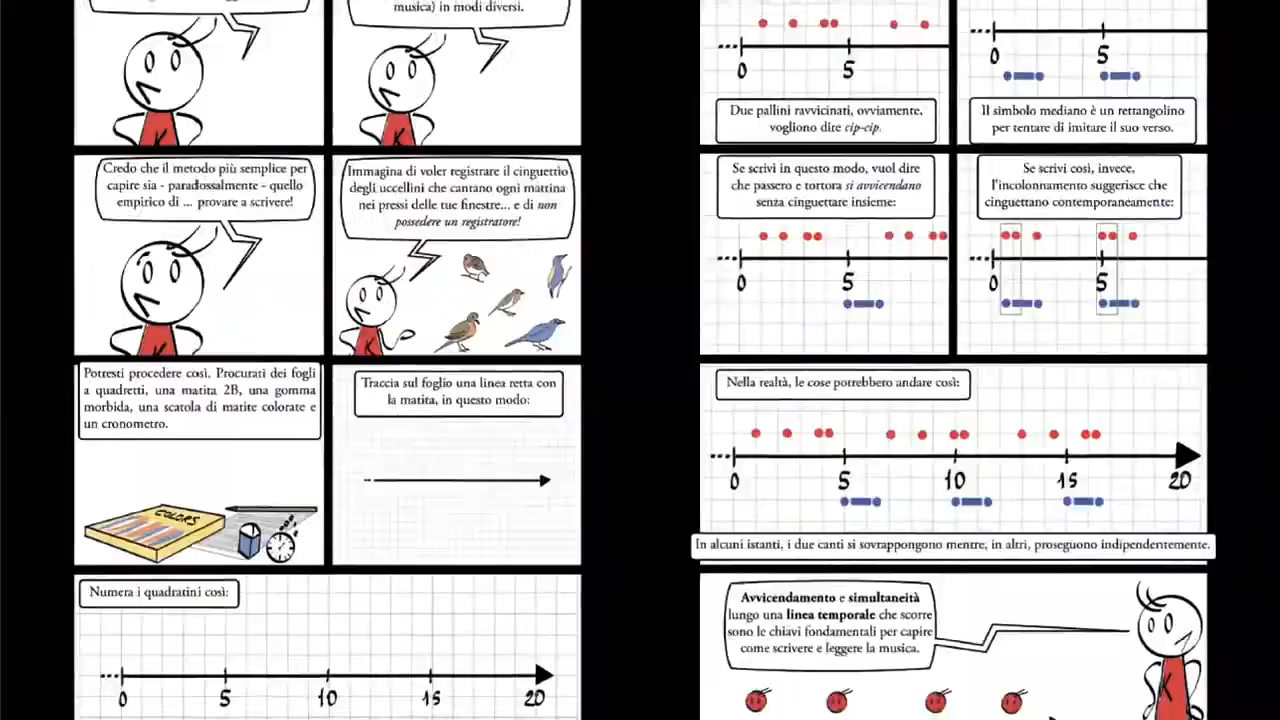 musica) in modi diversi.
Credo che il metodo più semplice per
capire sia - paradossalmente - quello
empirico di ... provare a scrivere!
Immagina di voler registrare il cinguettìo
degli uccellini che cantano ogni mattina
nei pressi delle tue finestre... e di non
possedere un registratore!
Potresti procedere così. Procurati dei fogli
a quadretti, una matita 2B, una gomma
morbida, una scatola di matite colorate e
un cronometro.
COLORS
Traccia sul foglio una linea retta con
la matita, in questo modo:
Numera i quadratini così:
0 5 10 15 20
0 5
Due pallini ravvicinati, ovviamente,
vogliono dire cip-cip.
0 5
Il simbolo mediano è un rettangolino
per tentare di imitare il suo verso.
Se scrivi in questo modo, vuol dire
che passero e tortora si avvicendano
senza cinguettare insieme:
0 5
Se scrivi così, invece,
l'incolonnamento suggerisce che
cinguettano contemporaneamente:
0 5
Nella realtà, le cose potrebbero andare così:
0 5 10 15 20
In alcuni istanti, i due canti si sovrappongono mentre, in altri, proseguono indipendentemente.
Avvicendamento e simultaneità
lungo una linea temporale che scorre
sono le chiavi fondamentali per capire
come scrivere e leggere la musica.
K